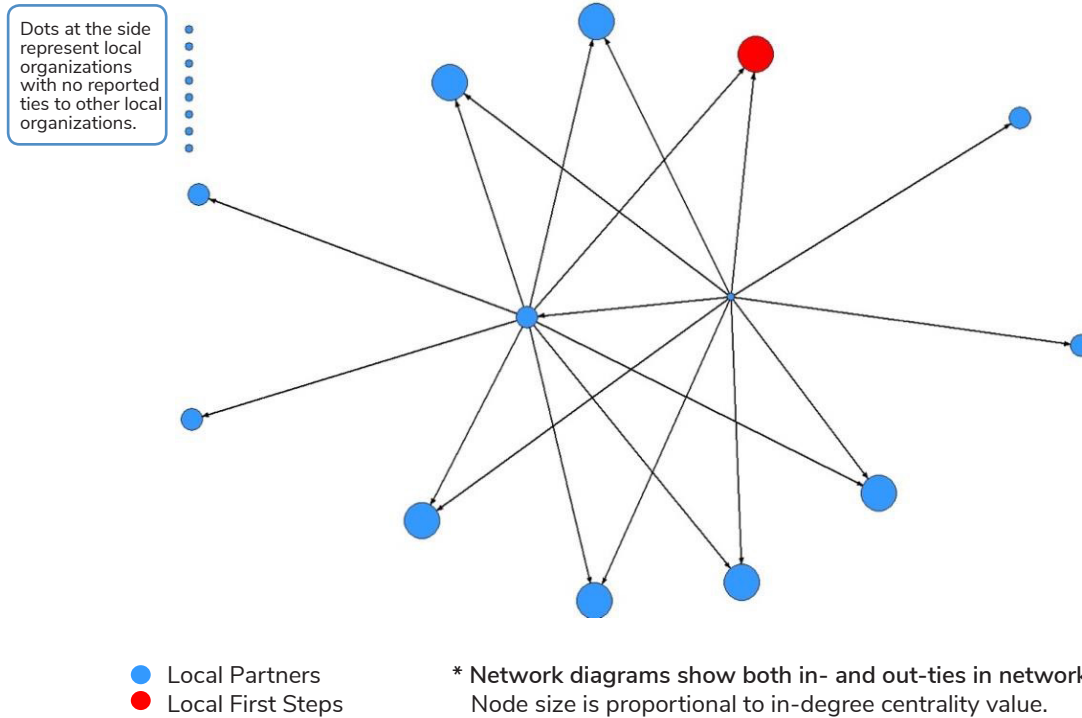 Dots at the side
represent local
organizations
with no reported
ties to other local
organizations.
Local Partners
Local First Steps
* Network diagrams show both in- and out-ties in network
Node size is proportional to in-degree centrality value.